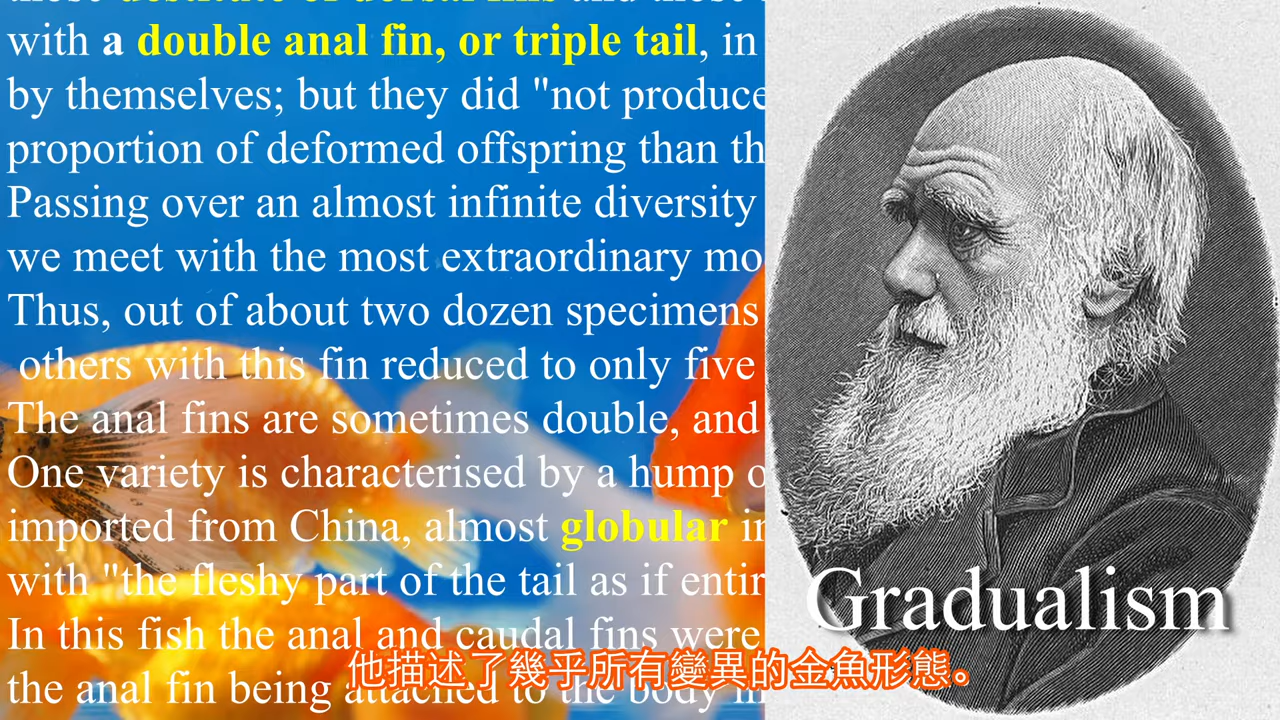 with a double anal fin, or triple tail, in
by themselves; but they did "not produce
proportion of deformed offspring than th
Passing over an almost infinite diversity
we meet with the most extraordinary mo
Thus, out of about two dozen specimens
others with this fin reduced to only five
The anal fins are sometimes double, and
One variety is characterised by a hump o
imported from China, almost globular in
with "the fleshy part of the tail as if entir
In this fish the anal and caudal fins were
the anal fin being attached to the body
Gradualism
他描述了幾乎所有變異的金魚形態。